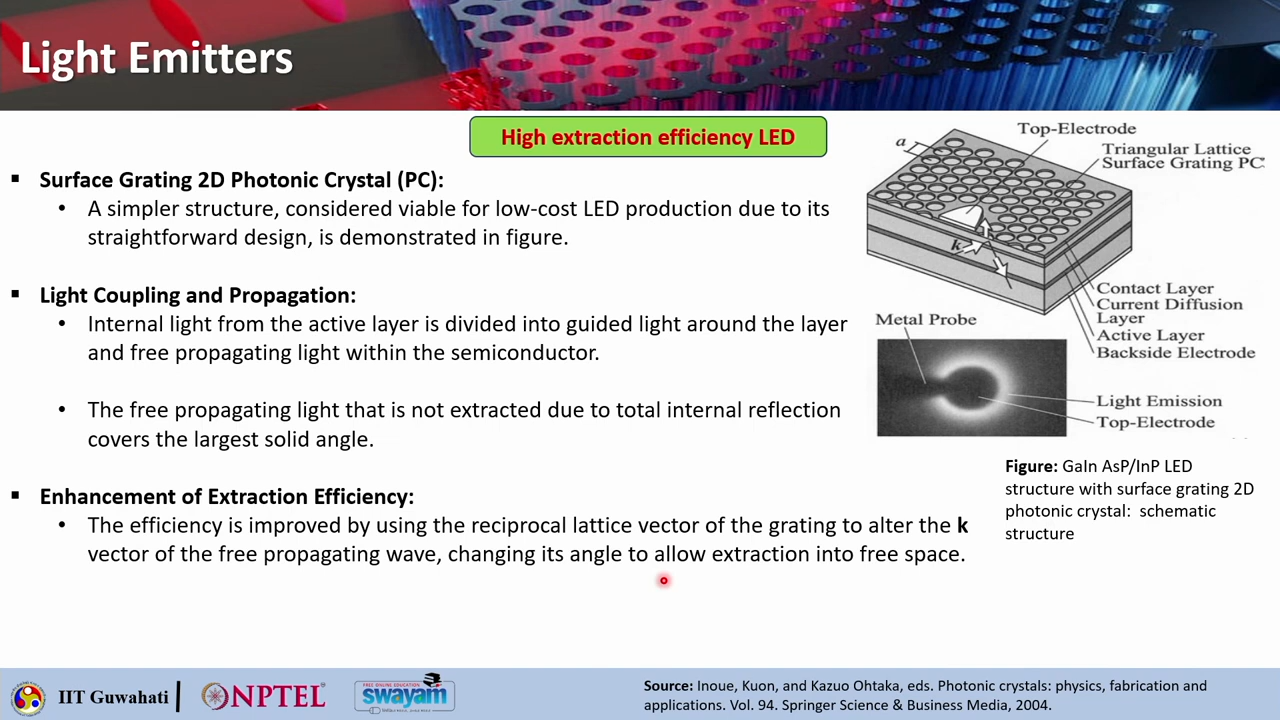 Light Emitters
High extraction efficiency LED
▪ Surface Grating 2D Photonic Crystal (PC):
• A simpler structure, considered viable for low-cost LED production due to its
straightforward design, is demonstrated in figure.
▪ Light Coupling and Propagation:
• Internal light from the active layer is divided into guided light around the layer
and free propagating light within the semiconductor.
• The free propagating light that is not extracted due to total internal reflection
covers the largest solid angle.
▪ Enhancement of Extraction Efficiency:
• The efficiency is improved by using the reciprocal lattice vector of the grating to alter the k
vector of the free propagating wave, changing its angle to allow extraction into free space.
Top-Electrode
a
Triangular Lattice
Surface Grating PC
k
Contact Layer
Current Diffusion
Layer
Active Layer
Backside Electrode
Metal Probe
Light Emission
Top-Electrode
Figure: GaIn AsP/InP LED
structure with surface grating 2D
photonic crystal: schematic
structure
IIT Guwahati
NPTEL
FREE ONLINE EDUCATION
swayam
Source: Inoue, Kuon, and Kazuo Ohtaka, eds. Photonic crystals: physics, fabrication and
applications. Vol. 94. Springer Science & Business Media, 2004.